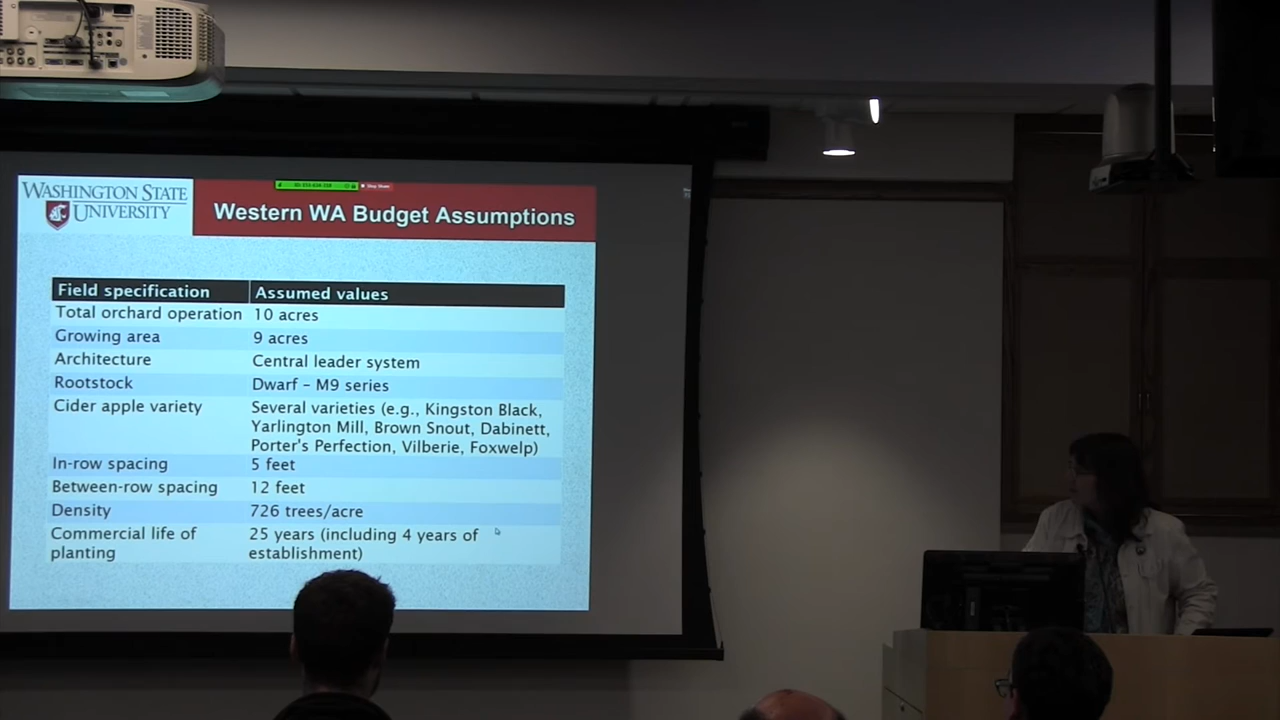 WASHINGTON STATE
UNIVERSITY
Stop Share
Western WA Budget Assumptions
Field specification Assumed values
Total orchard operation 10 acres
Growing area 9 acres
Architecture Central leader system
Rootstock Dwarf – M9 series
Cider apple variety Several varieties (e.g., Kingston Black,
Yarlington Mill, Brown Snout, Dabinett,
Porter's Perfection, Vilberie, Foxwelp)
In-row spacing 5 feet
Between-row spacing 12 feet
Density 726 trees/acre
Commercial life of 25 years (including 4 years of
planting establishment)